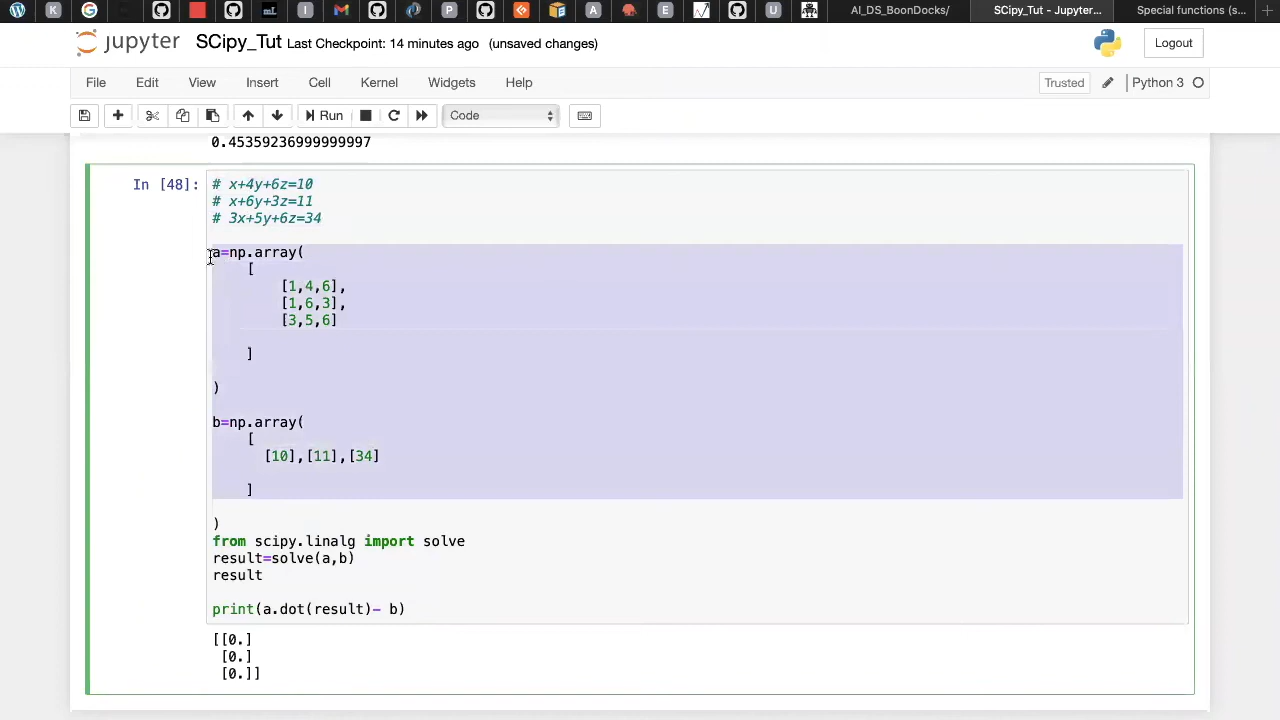 AI_DS_BoonDocks/
SCipy_Tut - Jupyter...
Special functions (s...
jupyter SCipy_Tut Last Checkpoint: 14 minutes ago (unsaved changes)
Logout
File Edit View Insert Cell Kernel Widgets Help
Trusted
Python 3
Run
Code
0.45359236999999997
In [48]:
# x+4y+6z=10
# x+6y+3z=11
# 3x+5y+6z=34
a=np.array(
[
[1,4,6],
[1,6,3],
[3,5,6]
]
)
b=np.array(
[
[10],[11],[34]
]
)
from scipy.linalg import solve
result=solve(a,b)
result
print(a.dot(result)- b)
[[0.]
[0.]
[0.]]